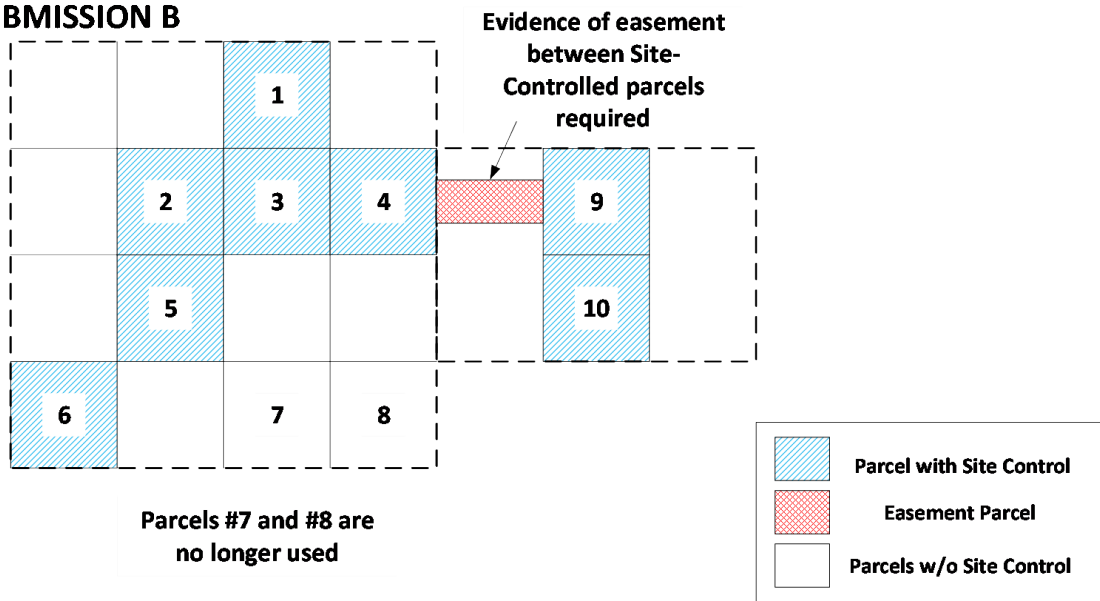 BMISSION B
Evidence of easement
between Site-
Controlled parcels
required
1
2
3
4
9
5
10
6
7
8
Parcels #7 and #8 are
no longer used
Parcel with Site Control
Easement Parcel
Parcels w/o Site Control